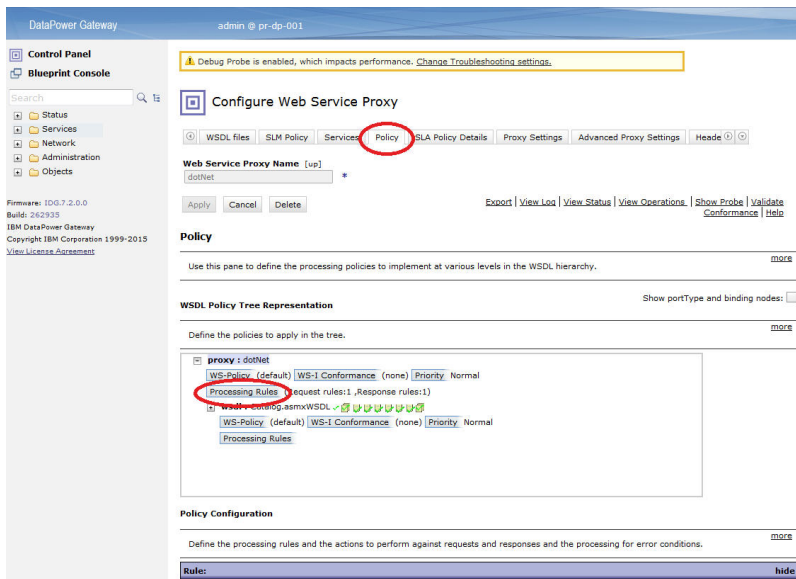 DataPower Gateway
admin @ pr-dp-001
Control Panel
Blueprint Console
Search
Status
Services
Network
Administration
Objects
Firmware: IDG.7.2.0.0
Build: 262935
IBM DataPower Gateway
Copyright IBM Corporation 1999-2015
View License Agreement
Debug Probe is enabled, which impacts performance. Change Troubleshooting settings.
Configure Web Service Proxy
WSDL files SLM Policy Services Policy SLA Policy Details Proxy Settings Advanced Proxy Settings Heade
Web Service Proxy Name [up]
dotNet *
Apply Cancel Delete
Export | View Log | View Status | View Operations | Show Probe | Validate
Conformance | Help
Policy
more
Use this pane to define the processing policies to implement at various levels in the WSDL hierarchy.
WSDL Policy Tree Representation
Show portType and binding nodes:
more
Define the policies to apply in the tree.
proxy : dotNet
WS-Policy (default) WS-I Conformance (none) Priority Normal
Processing Rules (Request rules:1 ,Response rules:1)
wsdl : Catalog.asmxWSDL
WS-Policy (default) WS-I Conformance (none) Priority Normal
Processing Rules
Policy Configuration
more
Define the processing rules and the actions to perform against requests and responses and the processing for error conditions.
Rule: hide